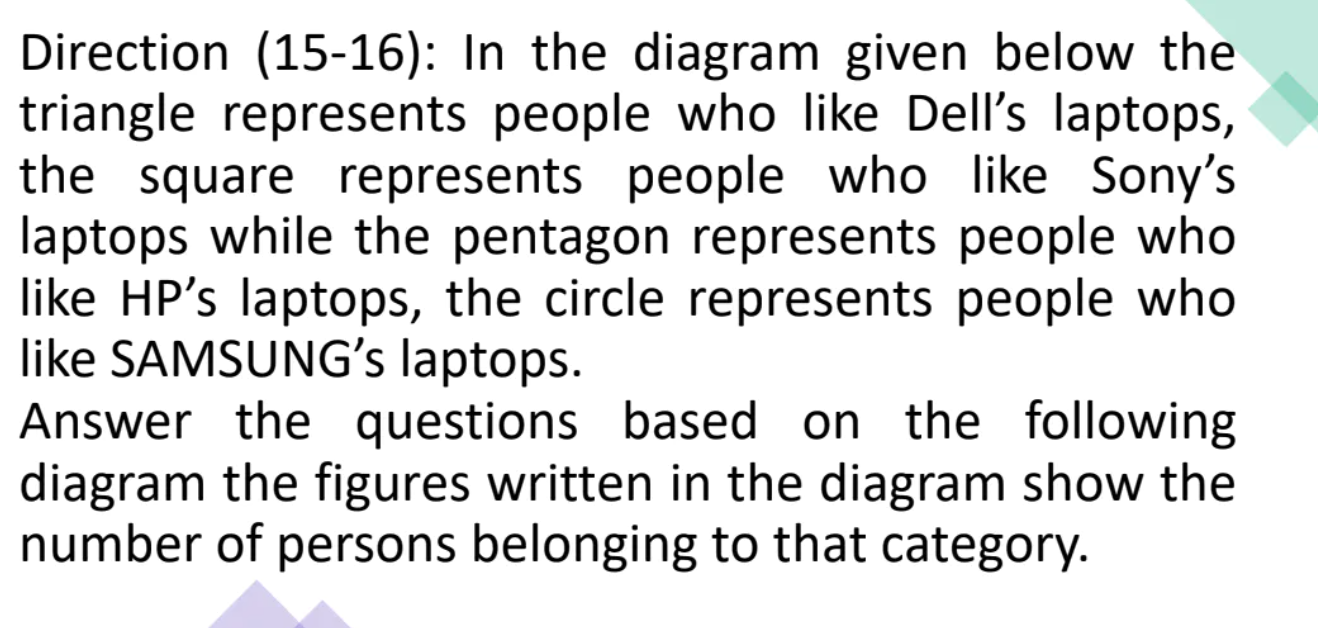 Direction (15-16): In the diagram given below the
triangle represents people who like Dell’s laptops,
the square represents people who like Sony’s
laptops while the pentagon represents people who
like HP’s laptops, the circle represents people who
like SAMSUNG’s laptops.
Answer the questions based on the following
diagram the figures written in the diagram show the
number of persons belonging to that category.